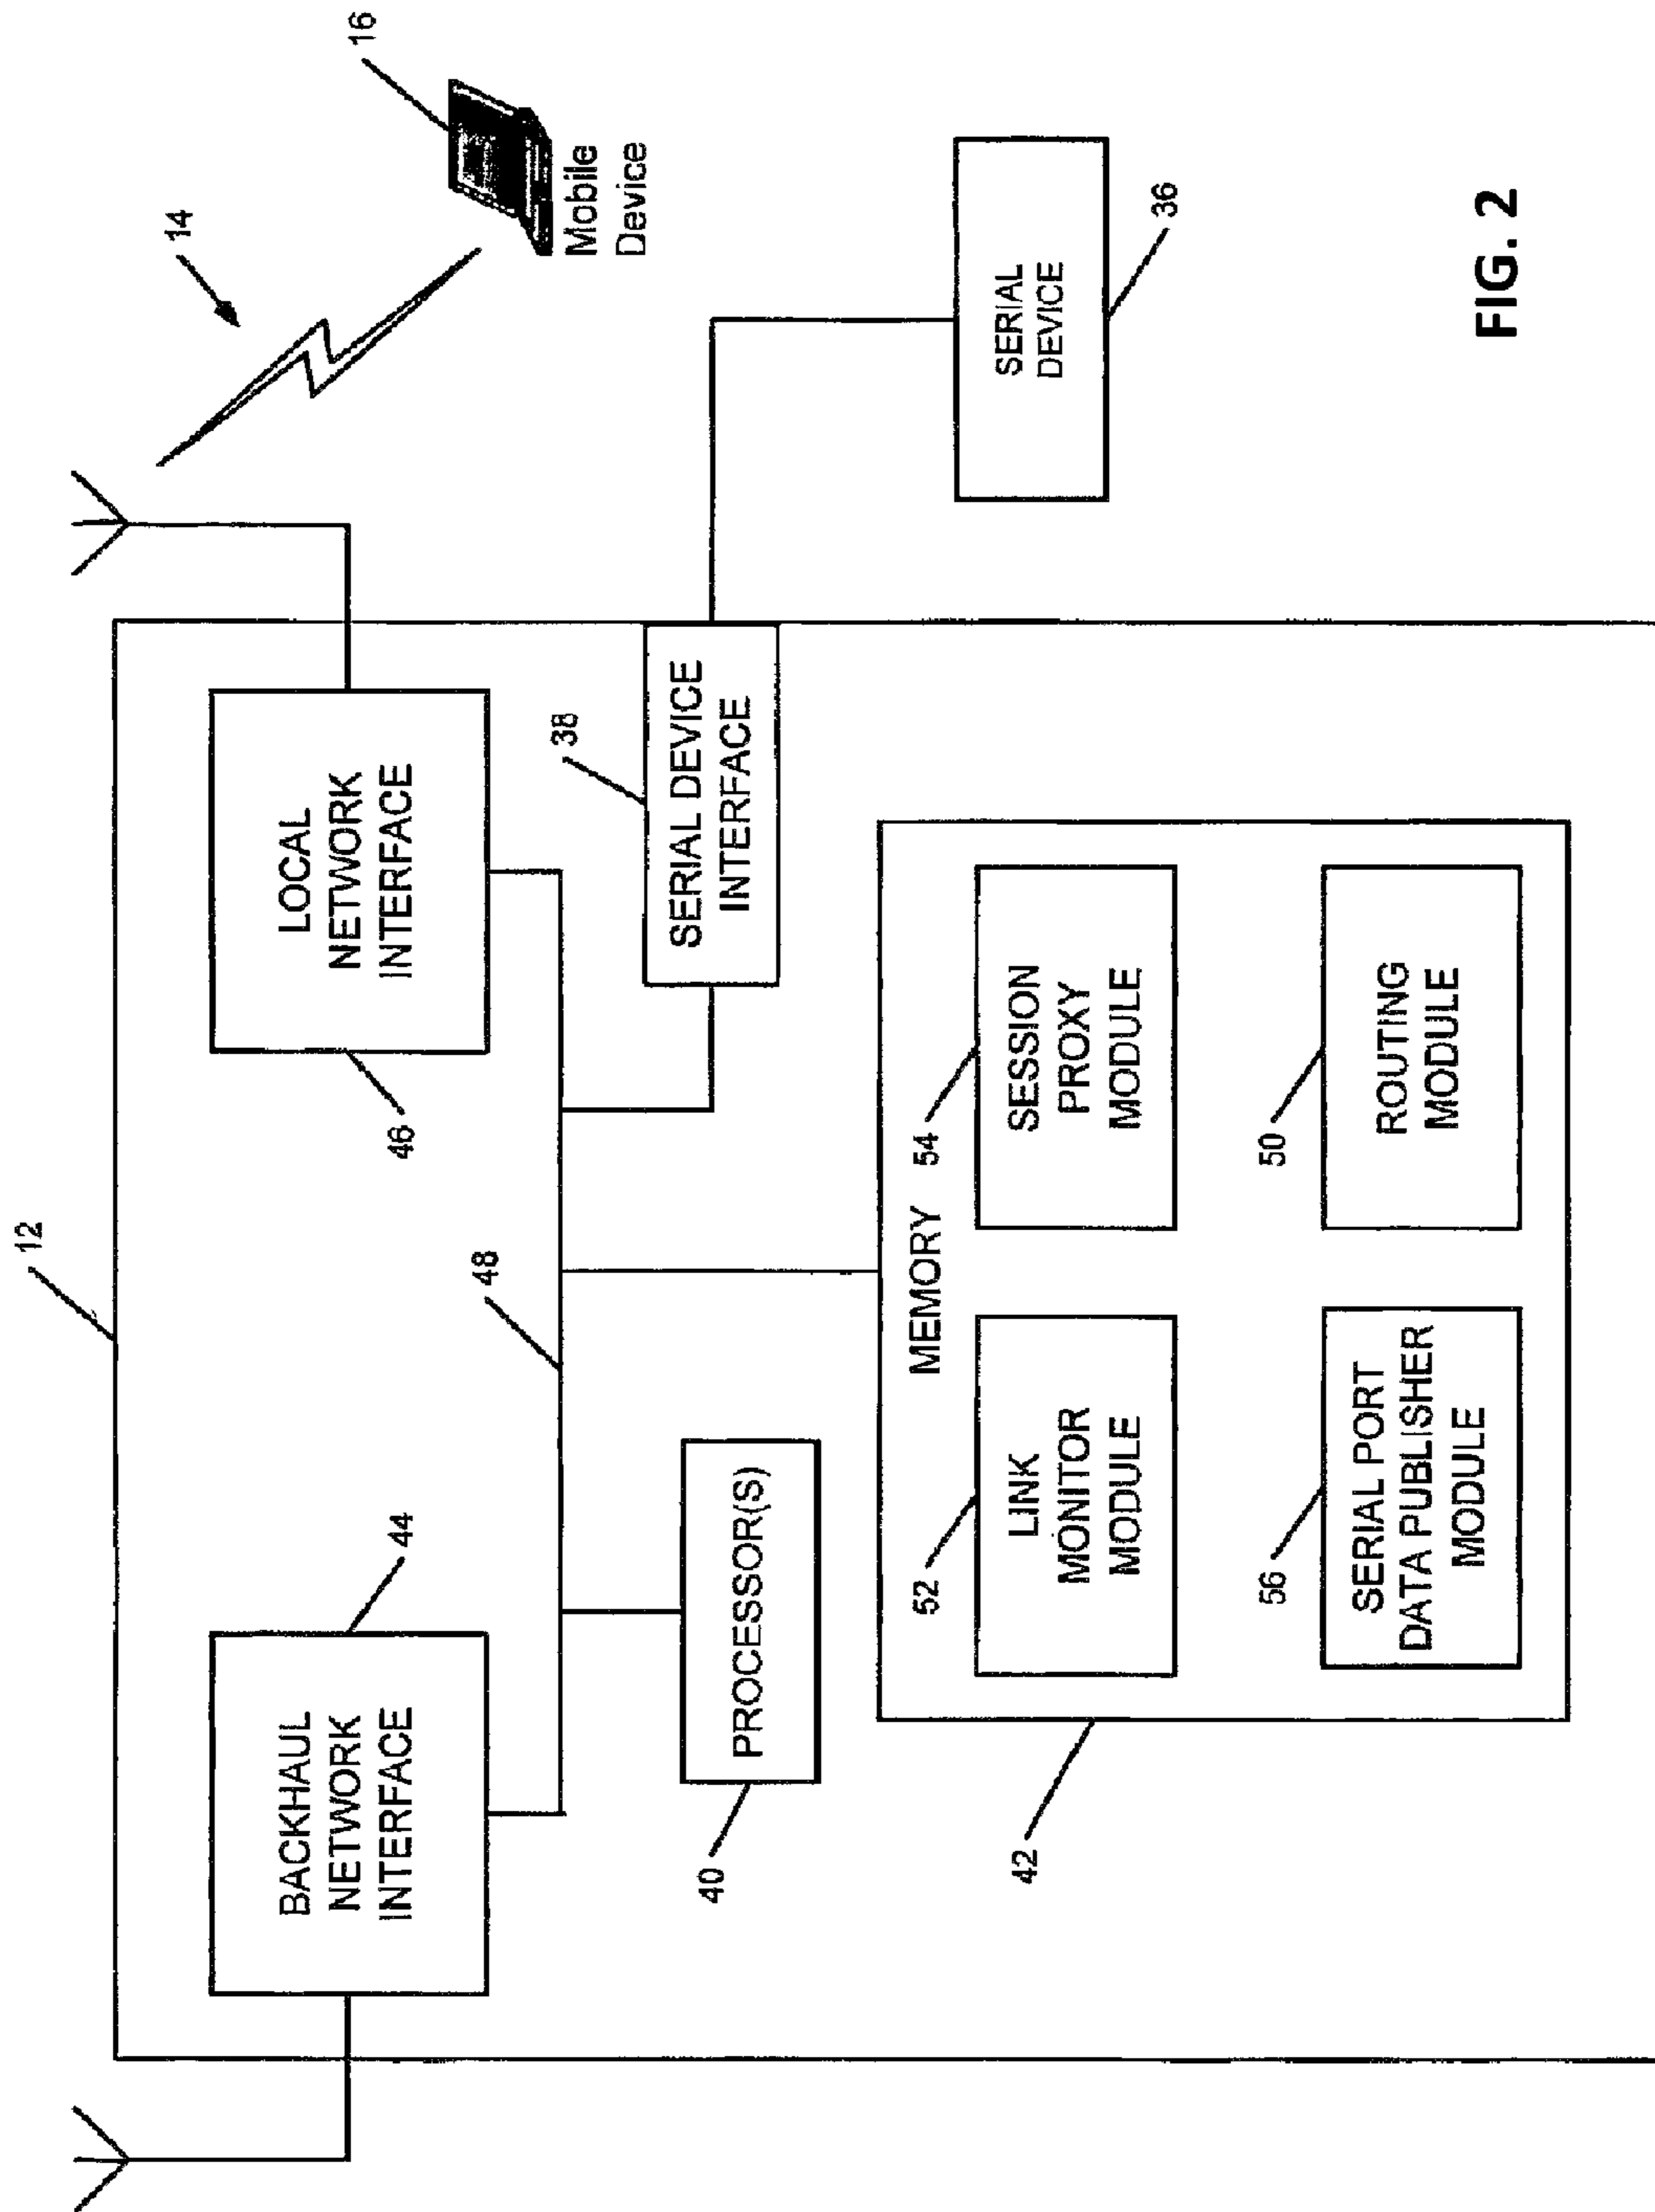 12
14
16
Mobile
Device
44
BACKHAUL
NETWORK
INTERFACE
46
LOCAL
NETWORK
INTERFACE
48
38
SERIAL DEVICE
INTERFACE
40
PROCESSOR(S)
SERIAL
DEVICE
36
42
MEMORY
52
LINK
MONITOR
MODULE
54
SESSION
PROXY
MODULE
56
SERIAL PORT
DATA PUBLISHER
MODULE
50
ROUTING
MODULE
FIG. 2